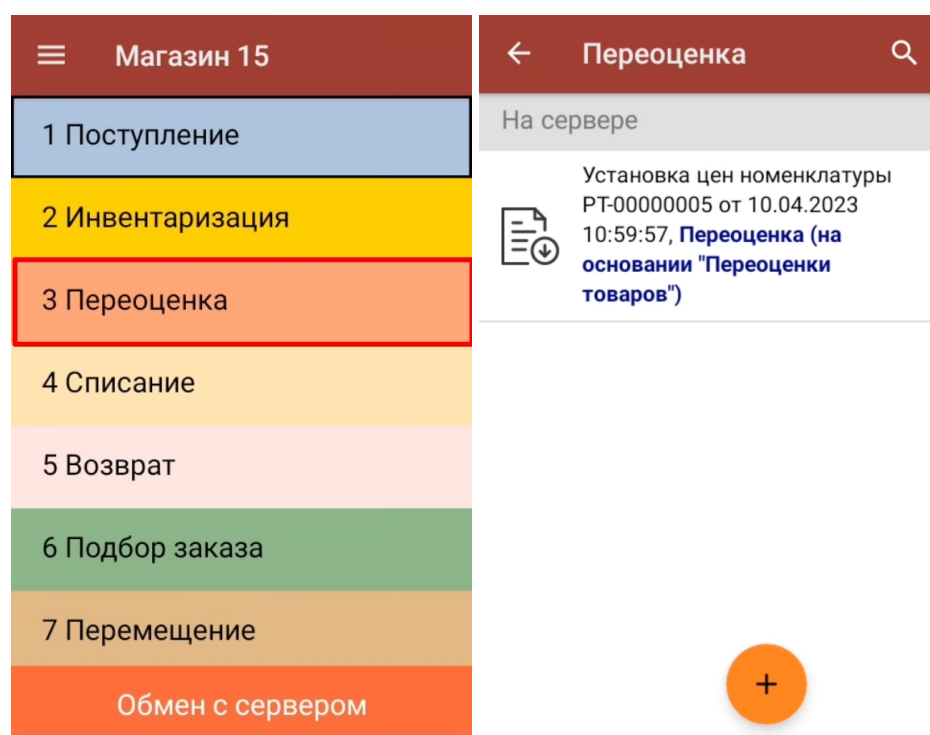 Магазин 15
1 Поступление
2 Инвентаризация
3 Переоценка
4 Списание
5 Возврат
6 Подбор заказа
7 Перемещение
Обмен с сервером
Переоценка
На сервере
Установка цен номенклатуры
РТ-00000005 от 10.04.2023
10:59:57, Переоценка (на
основании "Переоценки
товаров")
+